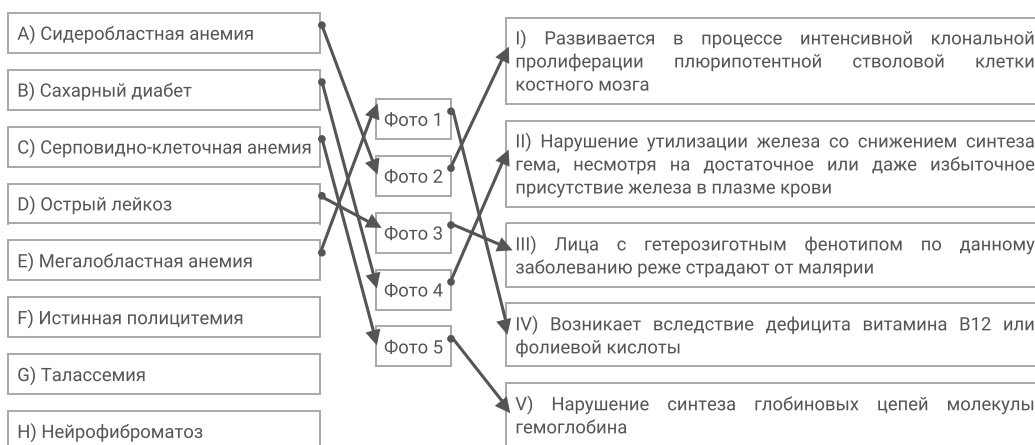 A) Сидеробластная анемия
B) Сахарный диабет
C) Серповидно-клеточная анемия
D) Острый лейкоз
E) Мегалобластная анемия
F) Истинная полицитемия
G) Талассемия
H) Нейрофиброматоз
Фото 1
Фото 2
Фото 3
Фото 4
Фото 5
I) Развивается в процессе интенсивной клональной
пролиферации плюрипотентной стволовой клетки
костного мозга
II) Нарушение утилизации железа со снижением синтеза
гема, несмотря на достаточное или даже избыточное
присутствие железа в плазме крови
III) Лица с гетерозиготным фенотипом по данному
заболеванию реже страдают от малярии
IV) Возникает вследствие дефицита витамина B12 или
фолиевой кислоты
V) Нарушение синтеза глобиновых цепей молекулы
гемоглобина